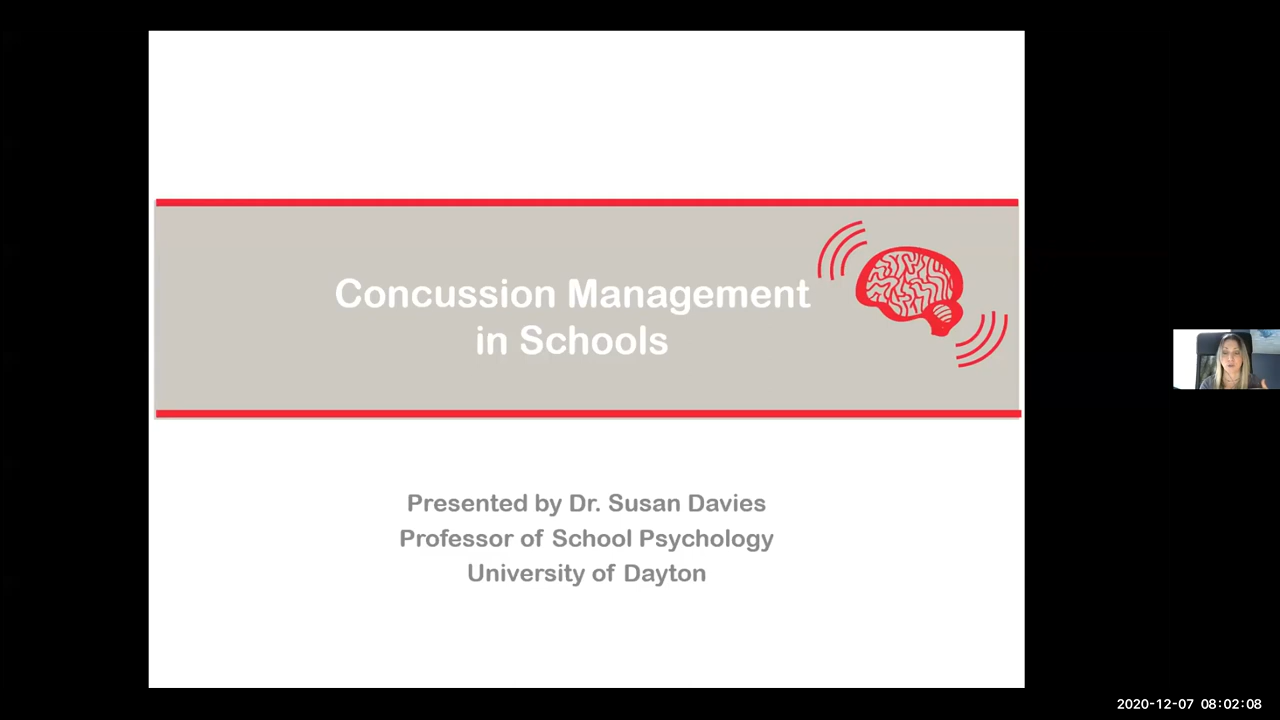 Concussion Management
in Schools
Presented by Dr. Susan Davies
Professor of School Psychology
University of Dayton
2020-12-07 08:02:08